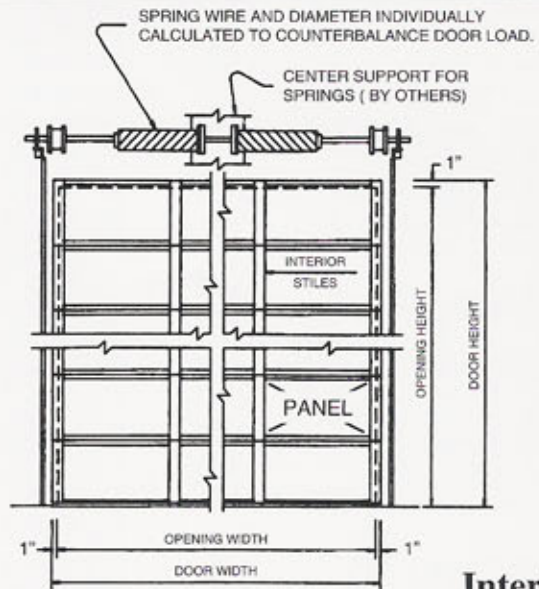 SPRING WIRE AND DIAMETER INDIVIDUALLY
CALCULATED TO COUNTERBALANCE DOOR LOAD.
CENTER SUPPORT FOR
SPRINGS ( BY OTHERS)
1"
INTERIOR
STILES
OPENING HEIGHT
DOOR HEIGHT
PANEL
1"
OPENING WIDTH
1"
DOOR WIDTH
Inter